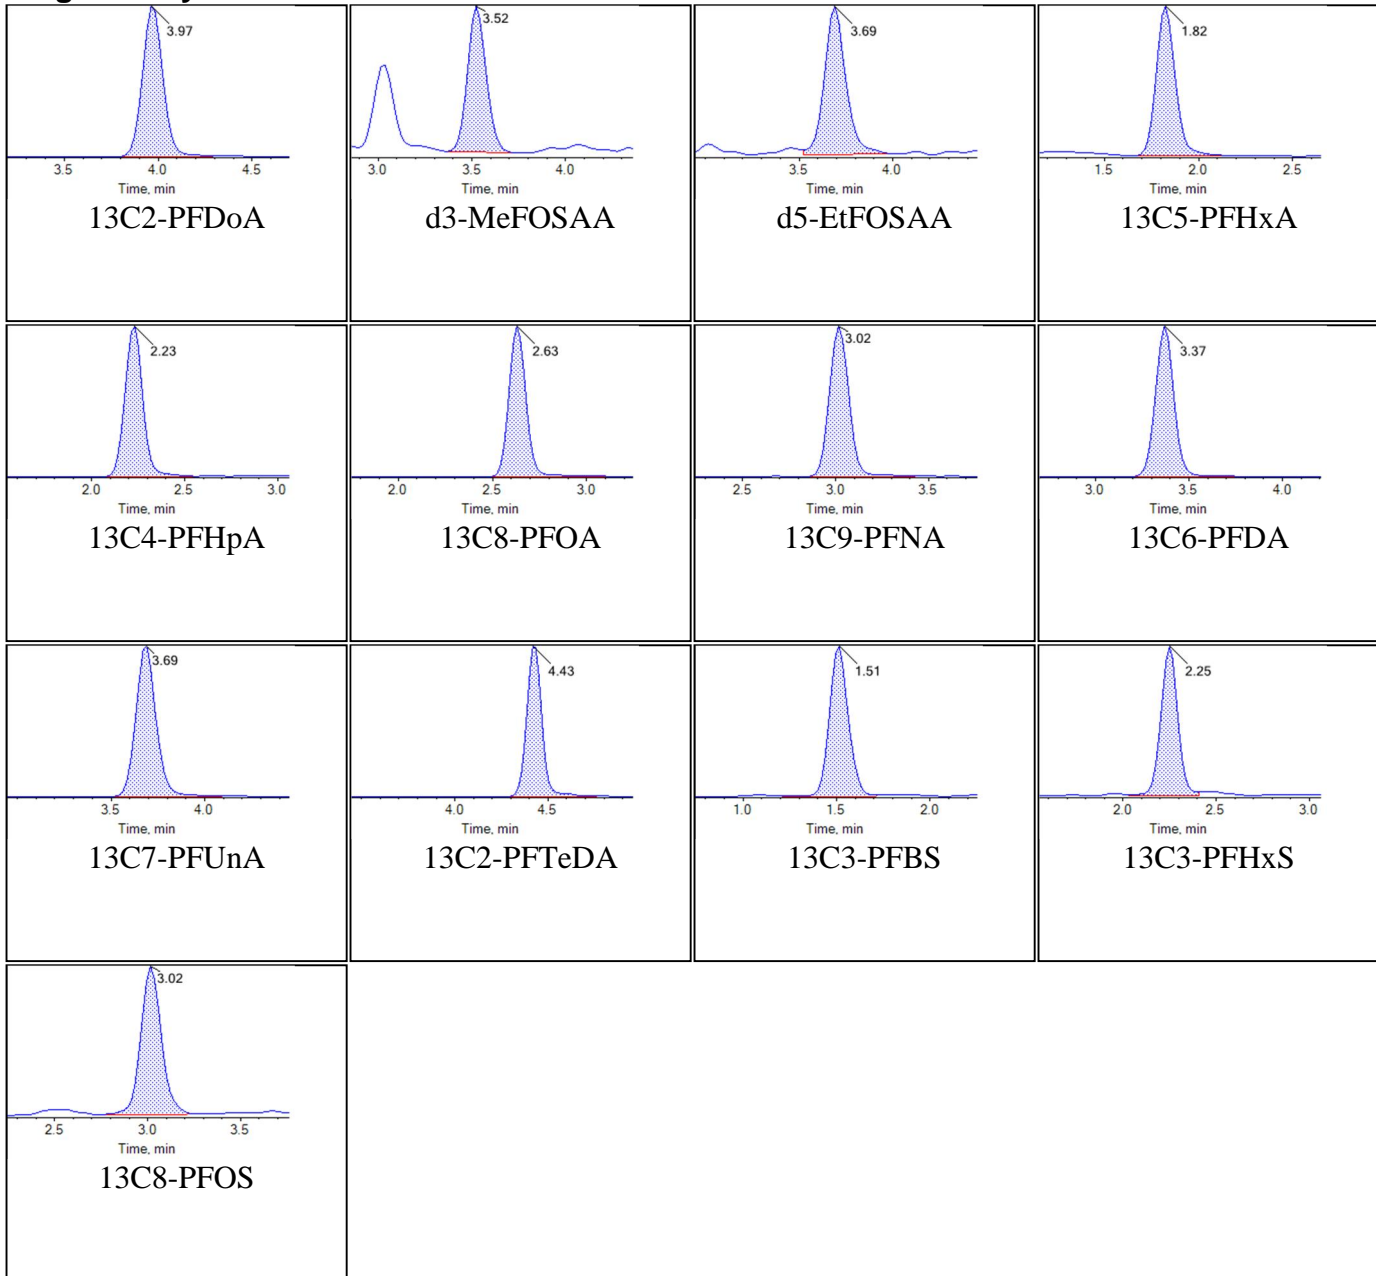 3.97
3.5 4.0 4.5
Time, min
13C2-PFDoA
3.52
3.0 3.5 4.0
Time, min
d3-MeFOSAA
3.69
3.5 4.0
Time, min
d5-EtFOSAA
1.82
1.5 2.0 2.5
Time, min
13C5-PFHxA
2.23
2.0 2.5 3.0
Time, min
13C4-PFHpA
2.63
2.0 2.5 3.0
Time, min
13C8-PFOA
3.02
2.5 3.0 3.5
Time, min
13C9-PFNA
3.37
3.0 3.5 4.0
Time, min
13C6-PFDA
3.69
3.5 4.0
Time, min
13C7-PFUnA
4.43
4.0 4.5
Time, min
13C2-PFTeDA
1.51
1.0 1.5 2.0
Time, min
13C3-PFBS
2.25
2.0 2.5 3.0
Time, min
13C3-PFHxS
3.02
2.5 3.0 3.5
Time, min
13C8-PFOS